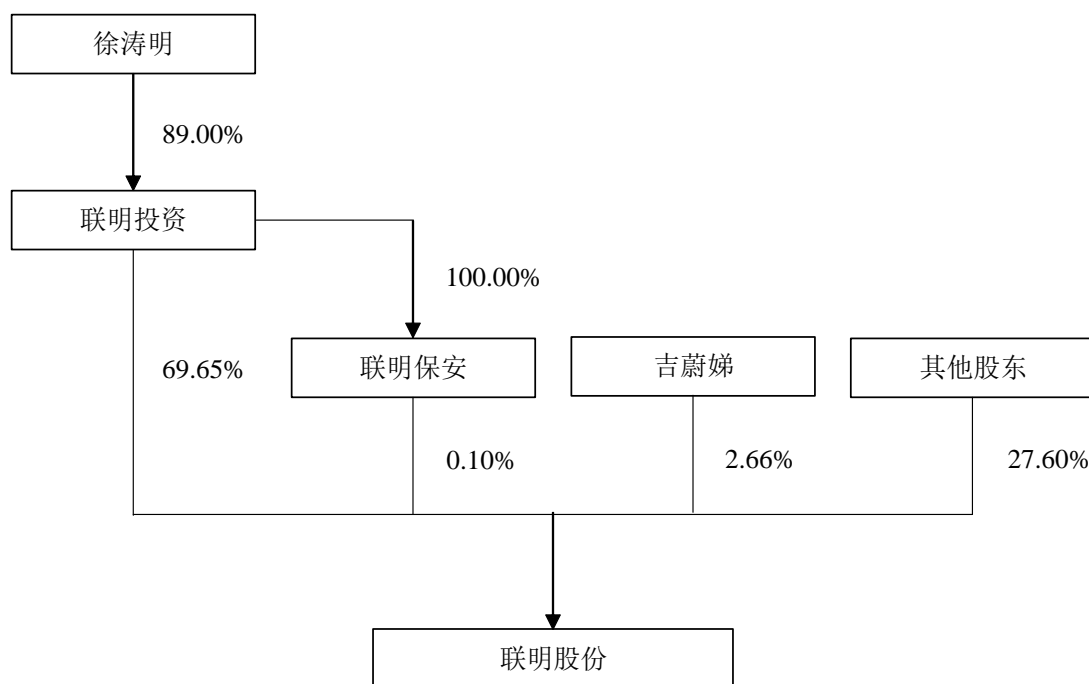 徐涛明
89.00%
联明投资
100.00%
69.65%
联明保安
吉蔚娣
其他股东
0.10%
2.66%
27.60%
联明股份